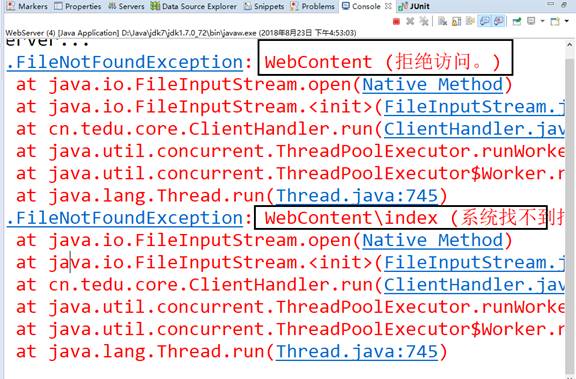 Markers Properties Servers Data Source Explorer Snippets Problems Console JUnit
WebServer (4) [Java Application] D:\Java\jdk7\jdk1.7.0_72\bin\javaw.exe (2018年8月23日 下午4:53:03)
erver...
.FileNotFoundException: WebContent (拒绝访问。)
at java.io.FileInputStream.open(Native Method)
at java.io.FileInputStream.<init>(FileInputStream.j
at cn.tedu.core.ClientHandler.run(ClientHandler.jav
at java.util.concurrent.ThreadPoolExecutor.runWorke
at java.util.concurrent.ThreadPoolExecutor$Worker.r
at java.lang.Thread.run(Thread.java:745)
.FileNotFoundException: WebContent\index (系统找不到指
at java.io.FileInputStream.open(Native Method)
at java.io.FileInputStream.<init>(FileInputStream.j
at cn.tedu.core.ClientHandler.run(ClientHandler.jav
at java.util.concurrent.ThreadPoolExecutor.runWorke
at java.util.concurrent.ThreadPoolExecutor$Worker.r
at java.lang.Thread.run(Thread.java:745)